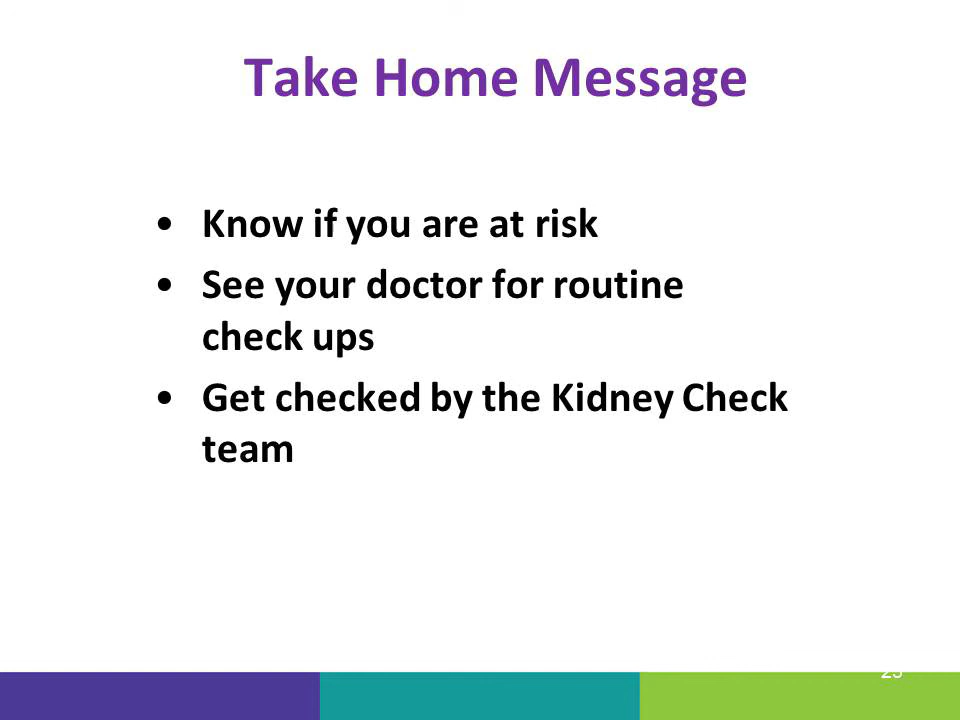 Take Home Message
• Know if you are at risk
• See your doctor for routine
check ups
• Get checked by the Kidney Check
team